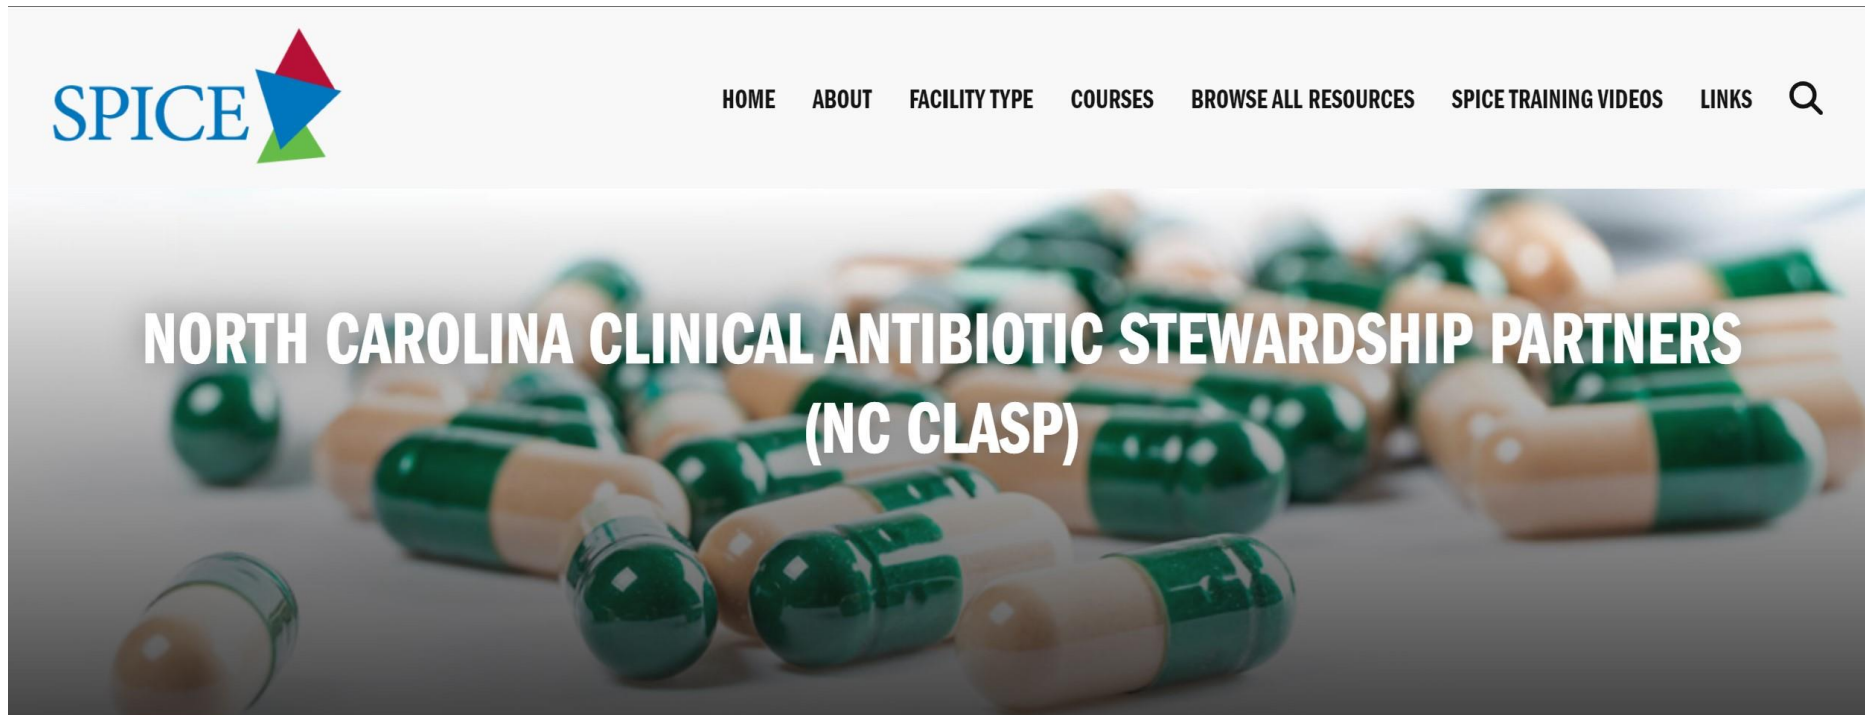 SPICE
HOME ABOUT FACILITY TYPE COURSES BROWSE ALL RESOURCES SPICE TRAINING VIDEOS LINKS
NORTH CAROLINA CLINICAL ANTIBIOTIC STEWARDSHIP PARTNERS
(NC CLASP)